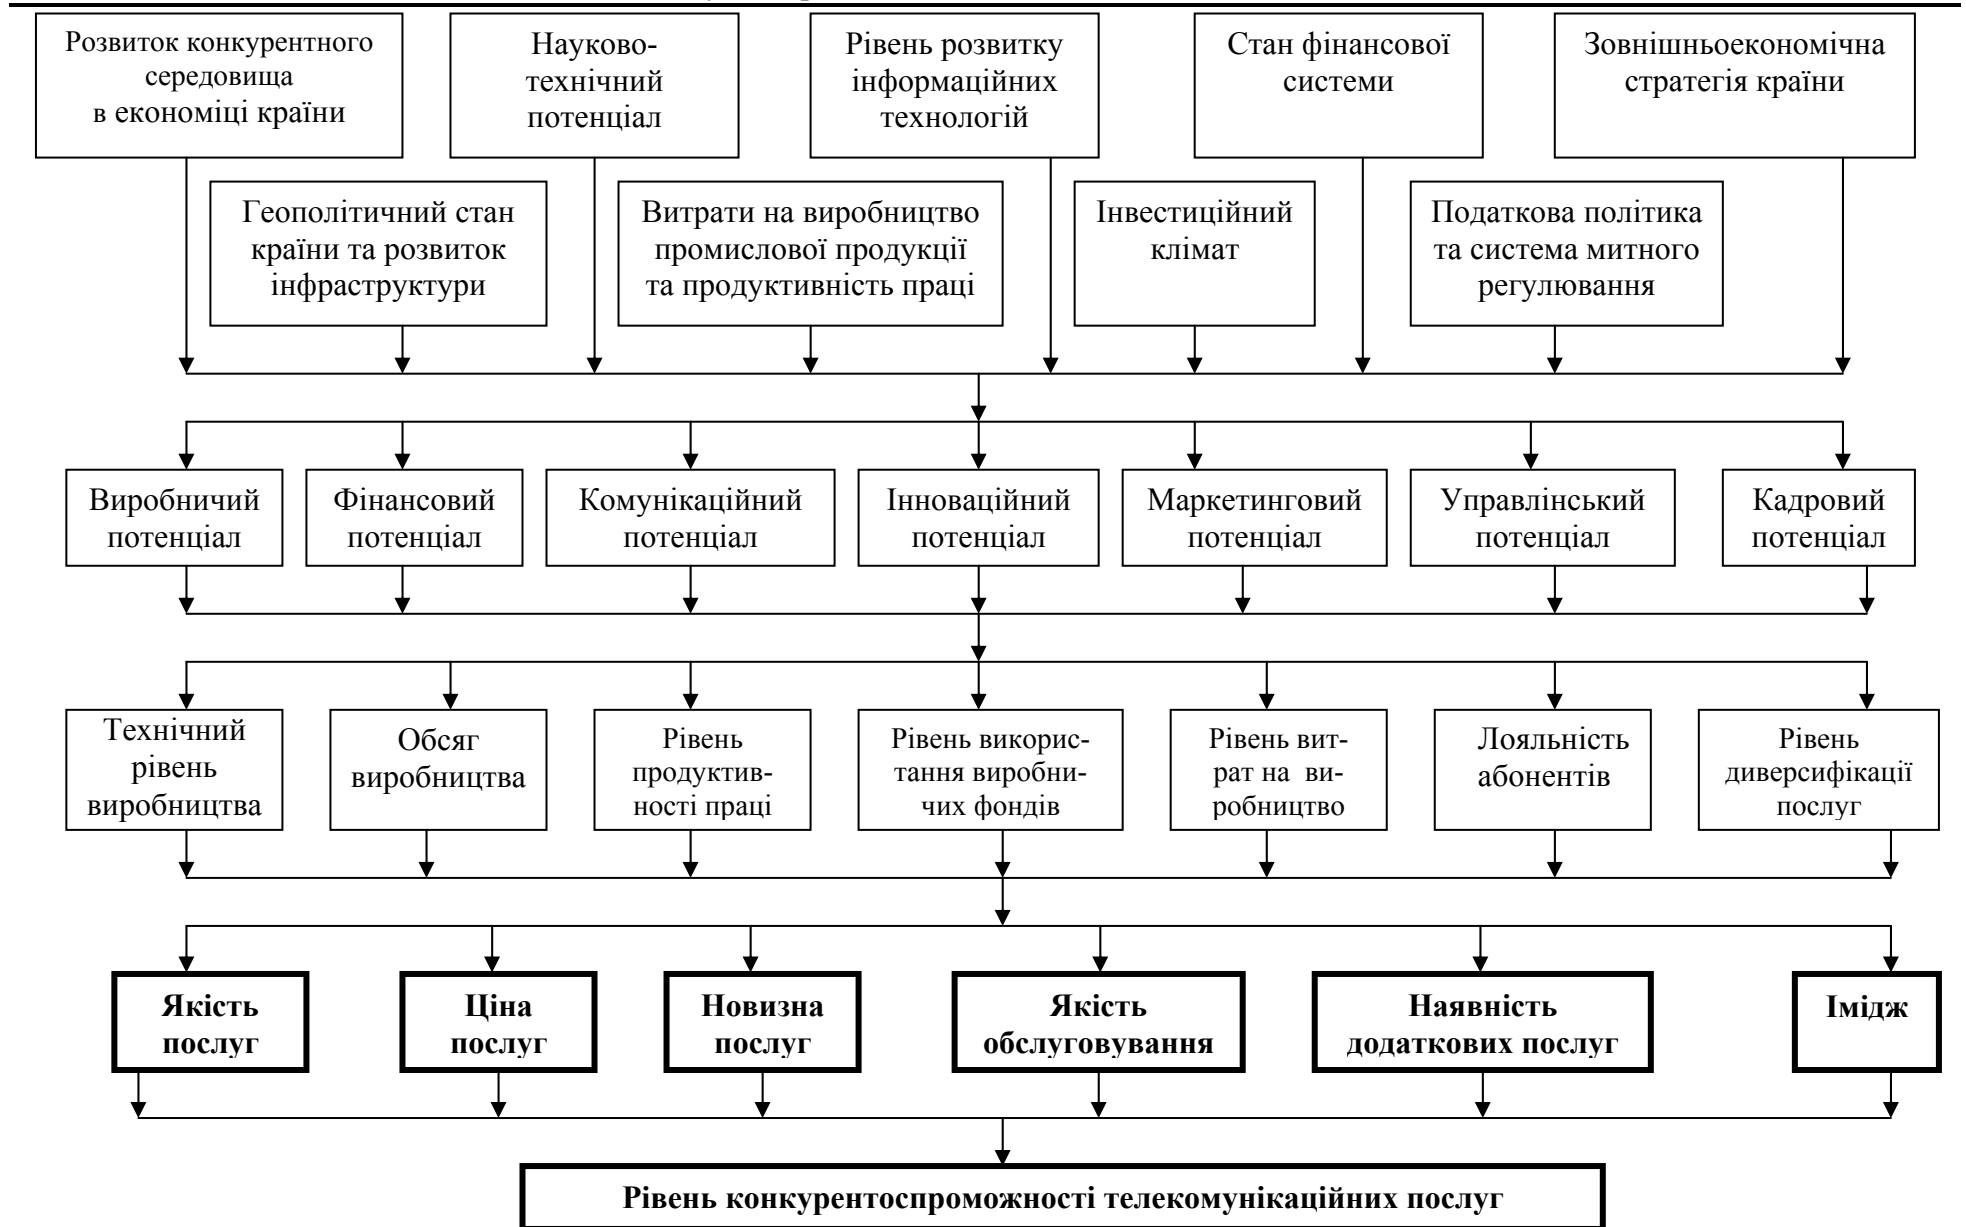 Розвиток конкурентного
середовища
в економіці країни
Науково-
технічний
потенціал
Рівень розвитку
інформаційних
технологій
Стан фінансової
системи
Зовнішньоекономічна
стратегія країни
Геополітичний стан
країни та розвиток
інфраструктури
Витрати на виробництво
промислової продукції
та продуктивність праці
Інвестиційний
клімат
Податкова політика
та система митного
регулювання
Виробничий
потенціал
Фінансовий
потенціал
Комунікаційний
потенціал
Інноваційний
потенціал
Маркетинговий
потенціал
Управлінський
потенціал
Кадровий
потенціал
Технічний
рівень
виробництва
Обсяг
виробництва
Рівень
продуктив-
ності праці
Рівень викорис-
тання виробни-
чих фондів
Рівень вит-
рат на ви-
робництво
Лояльність
абонентів
Рівень
диверсифікації
послуг
Якість
послуг
Ціна
послуг
Новизна
послуг
Якість
обслуговування
Наявність
додаткових послуг
Імідж
Рівень конкурентоспроможності телекомунікаційних послуг